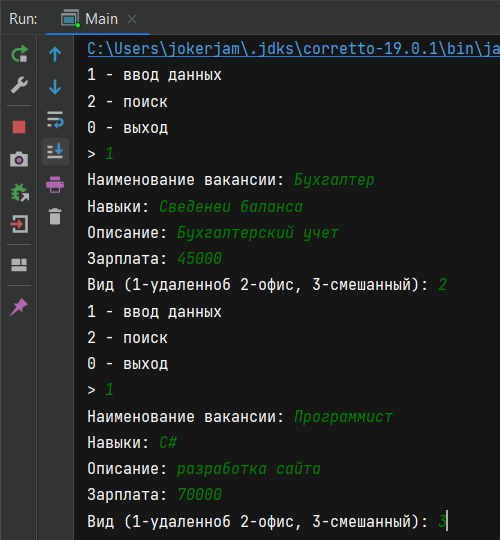 Run: Main
C:\Users\jokerjam\.jdks\corretto-19.0.1\bin\ja
1 - ввод данных
2 - поиск
0 - выход
> 1
Наименование вакансии: Бухгалтер
Навыки: Сведенеи баланса
Описание: Бухгалтерский учет
Зарплата: 45000
Вид (1-удаленноб 2-офис, 3-смешанный): 2
1 - ввод данных
2 - поиск
0 - выход
> 1
Наименование вакансии: Программист
Навыки: C#
Описание: разработка сайта
Зарплата: 70000
Вид (1-удаленноб 2-офис, 3-смешанный): 3